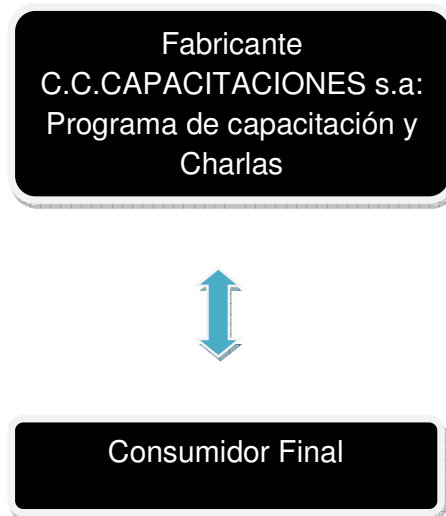 Fabricante
C.C.CAPACITACIONES s.a:
Programa de capacitación y
Charlas
Consumidor Final